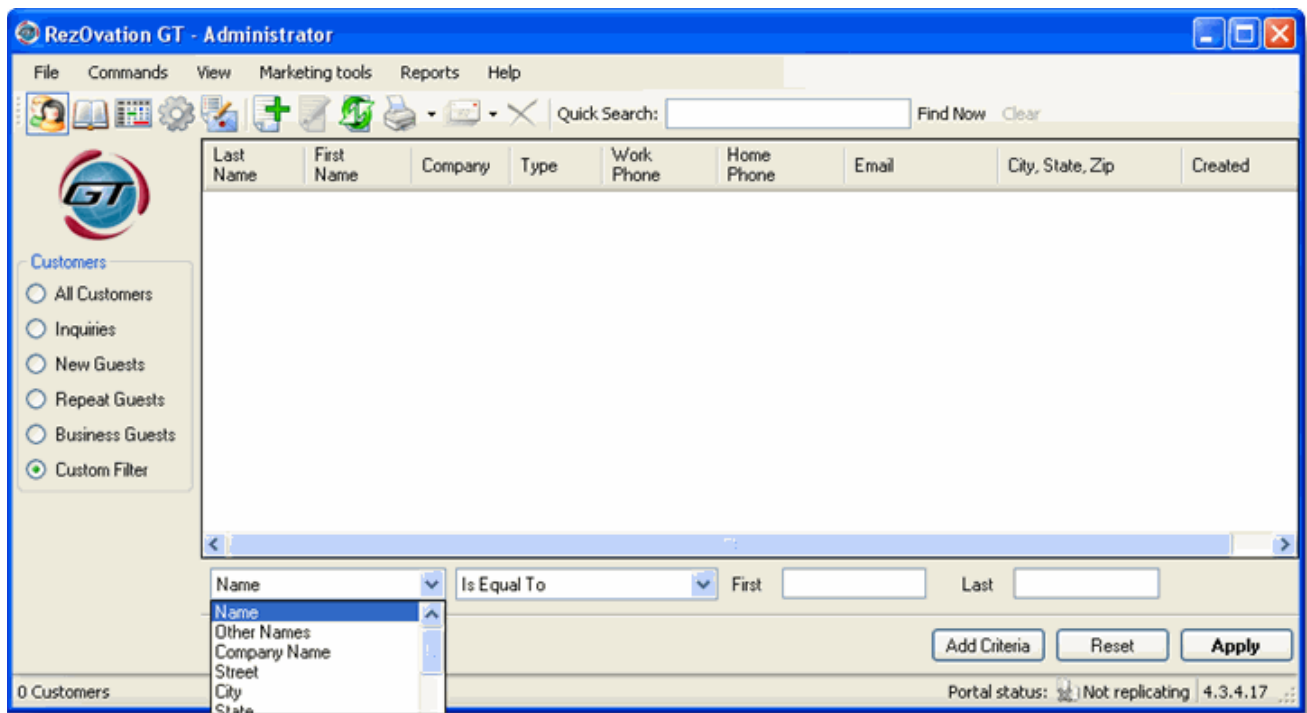 RezOvation GT - Administrator
File Commands View Marketing tools Reports Help
Quick Search: Find Now Clear
GT
Last Name First Name Company Type Work Phone Home Phone Email City, State, Zip Created
Customers
All Customers
Inquiries
New Guests
Repeat Guests
Business Guests
Custom Filter
Name Is Equal To First Last
Name
Other Names
Company Name
Street
City
State
Add Criteria Reset Apply
0 Customers Portal status: Not replicating 4.3.4.17